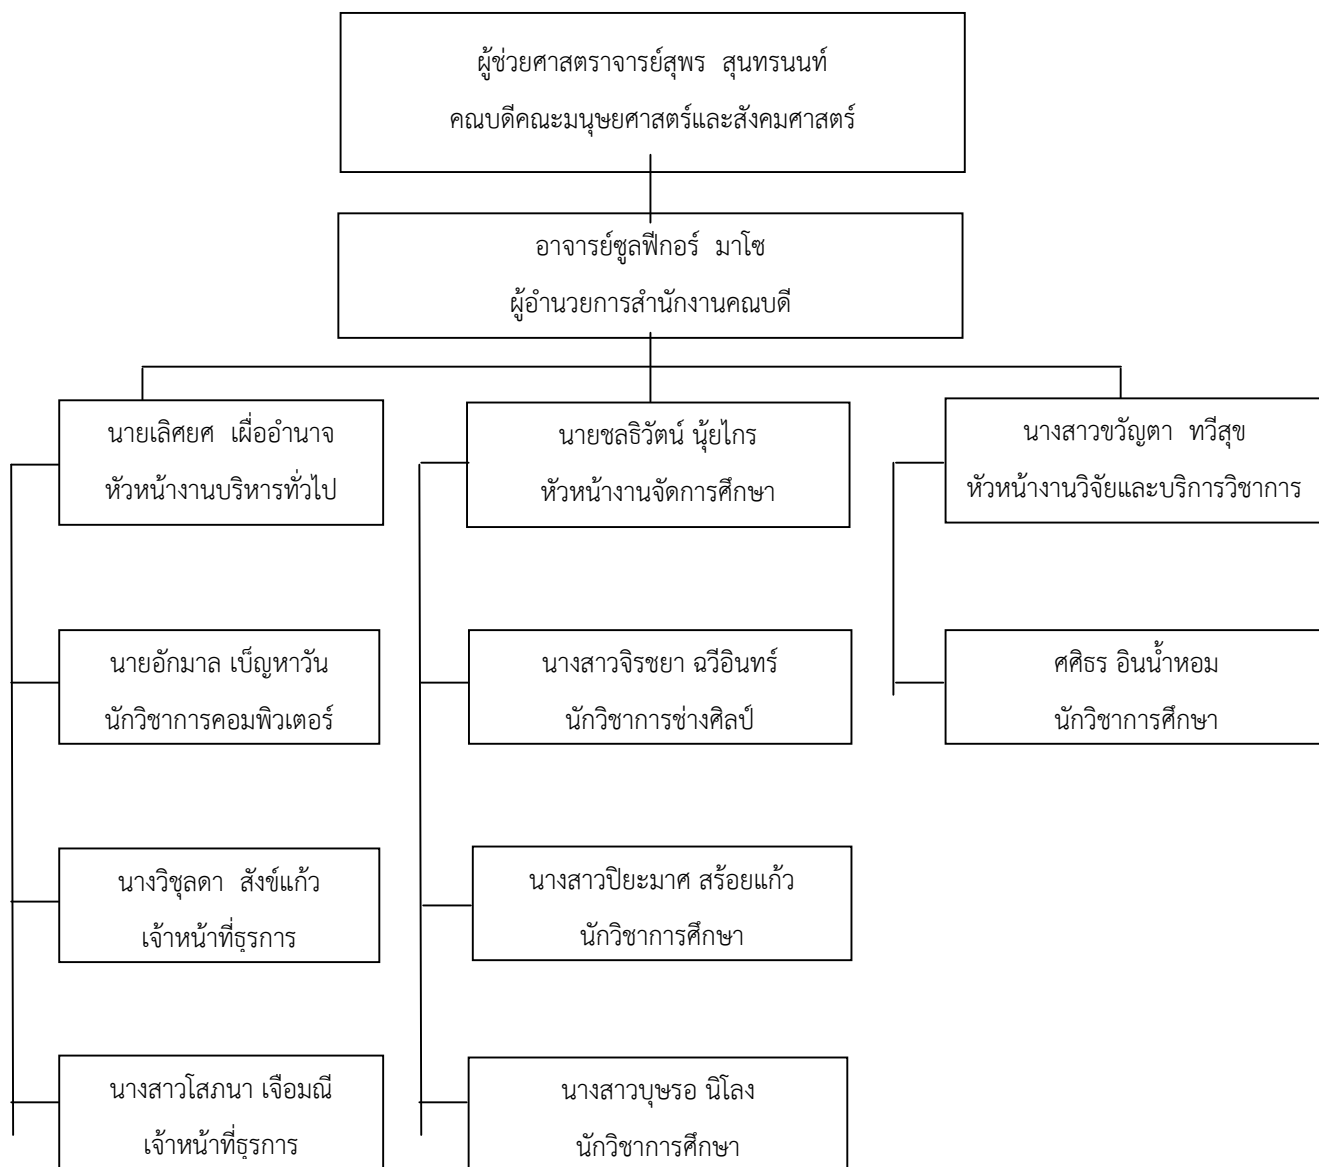 ผู้ช่วยศาสตราจารย์สุพร  สุนทรนนท์
คณบดีคณะมนุษยศาสตร์และสังคมศาสตร์
อาจารย์ซูลฟีกอร์  มาโซ
ผู้อำนวยการสำนักงานคณบดี
นายเลิศยศ  เผื่ออำนาจ
หัวหน้างานบริหารทั่วไป
นายอักมาล เบ็ญหาวัน
นักวิชาการคอมพิวเตอร์
นางวิชุลดา  สังข์แก้ว
เจ้าหน้าที่ธุรการ
นางสาวโสภนา เจือมณี
เจ้าหน้าที่ธุรการ
นายชลธิวัตน์ นุ้ยไกร
หัวหน้างานจัดการศึกษา
นางสาวจิรชยา ฉวีอินทร์
นักวิชาการช่างศิลป์
นางสาวปิยะมาศ สร้อยแก้ว
นักวิชาการศึกษา
นางสาวบุษรอ นิโลง
นักวิชาการศึกษา
นางสาวขวัญตา  ทวีสุข
หัวหน้างานวิจัยและบริการวิชาการ
ศศิธร อินน้ำหอม
นักวิชาการศึกษา